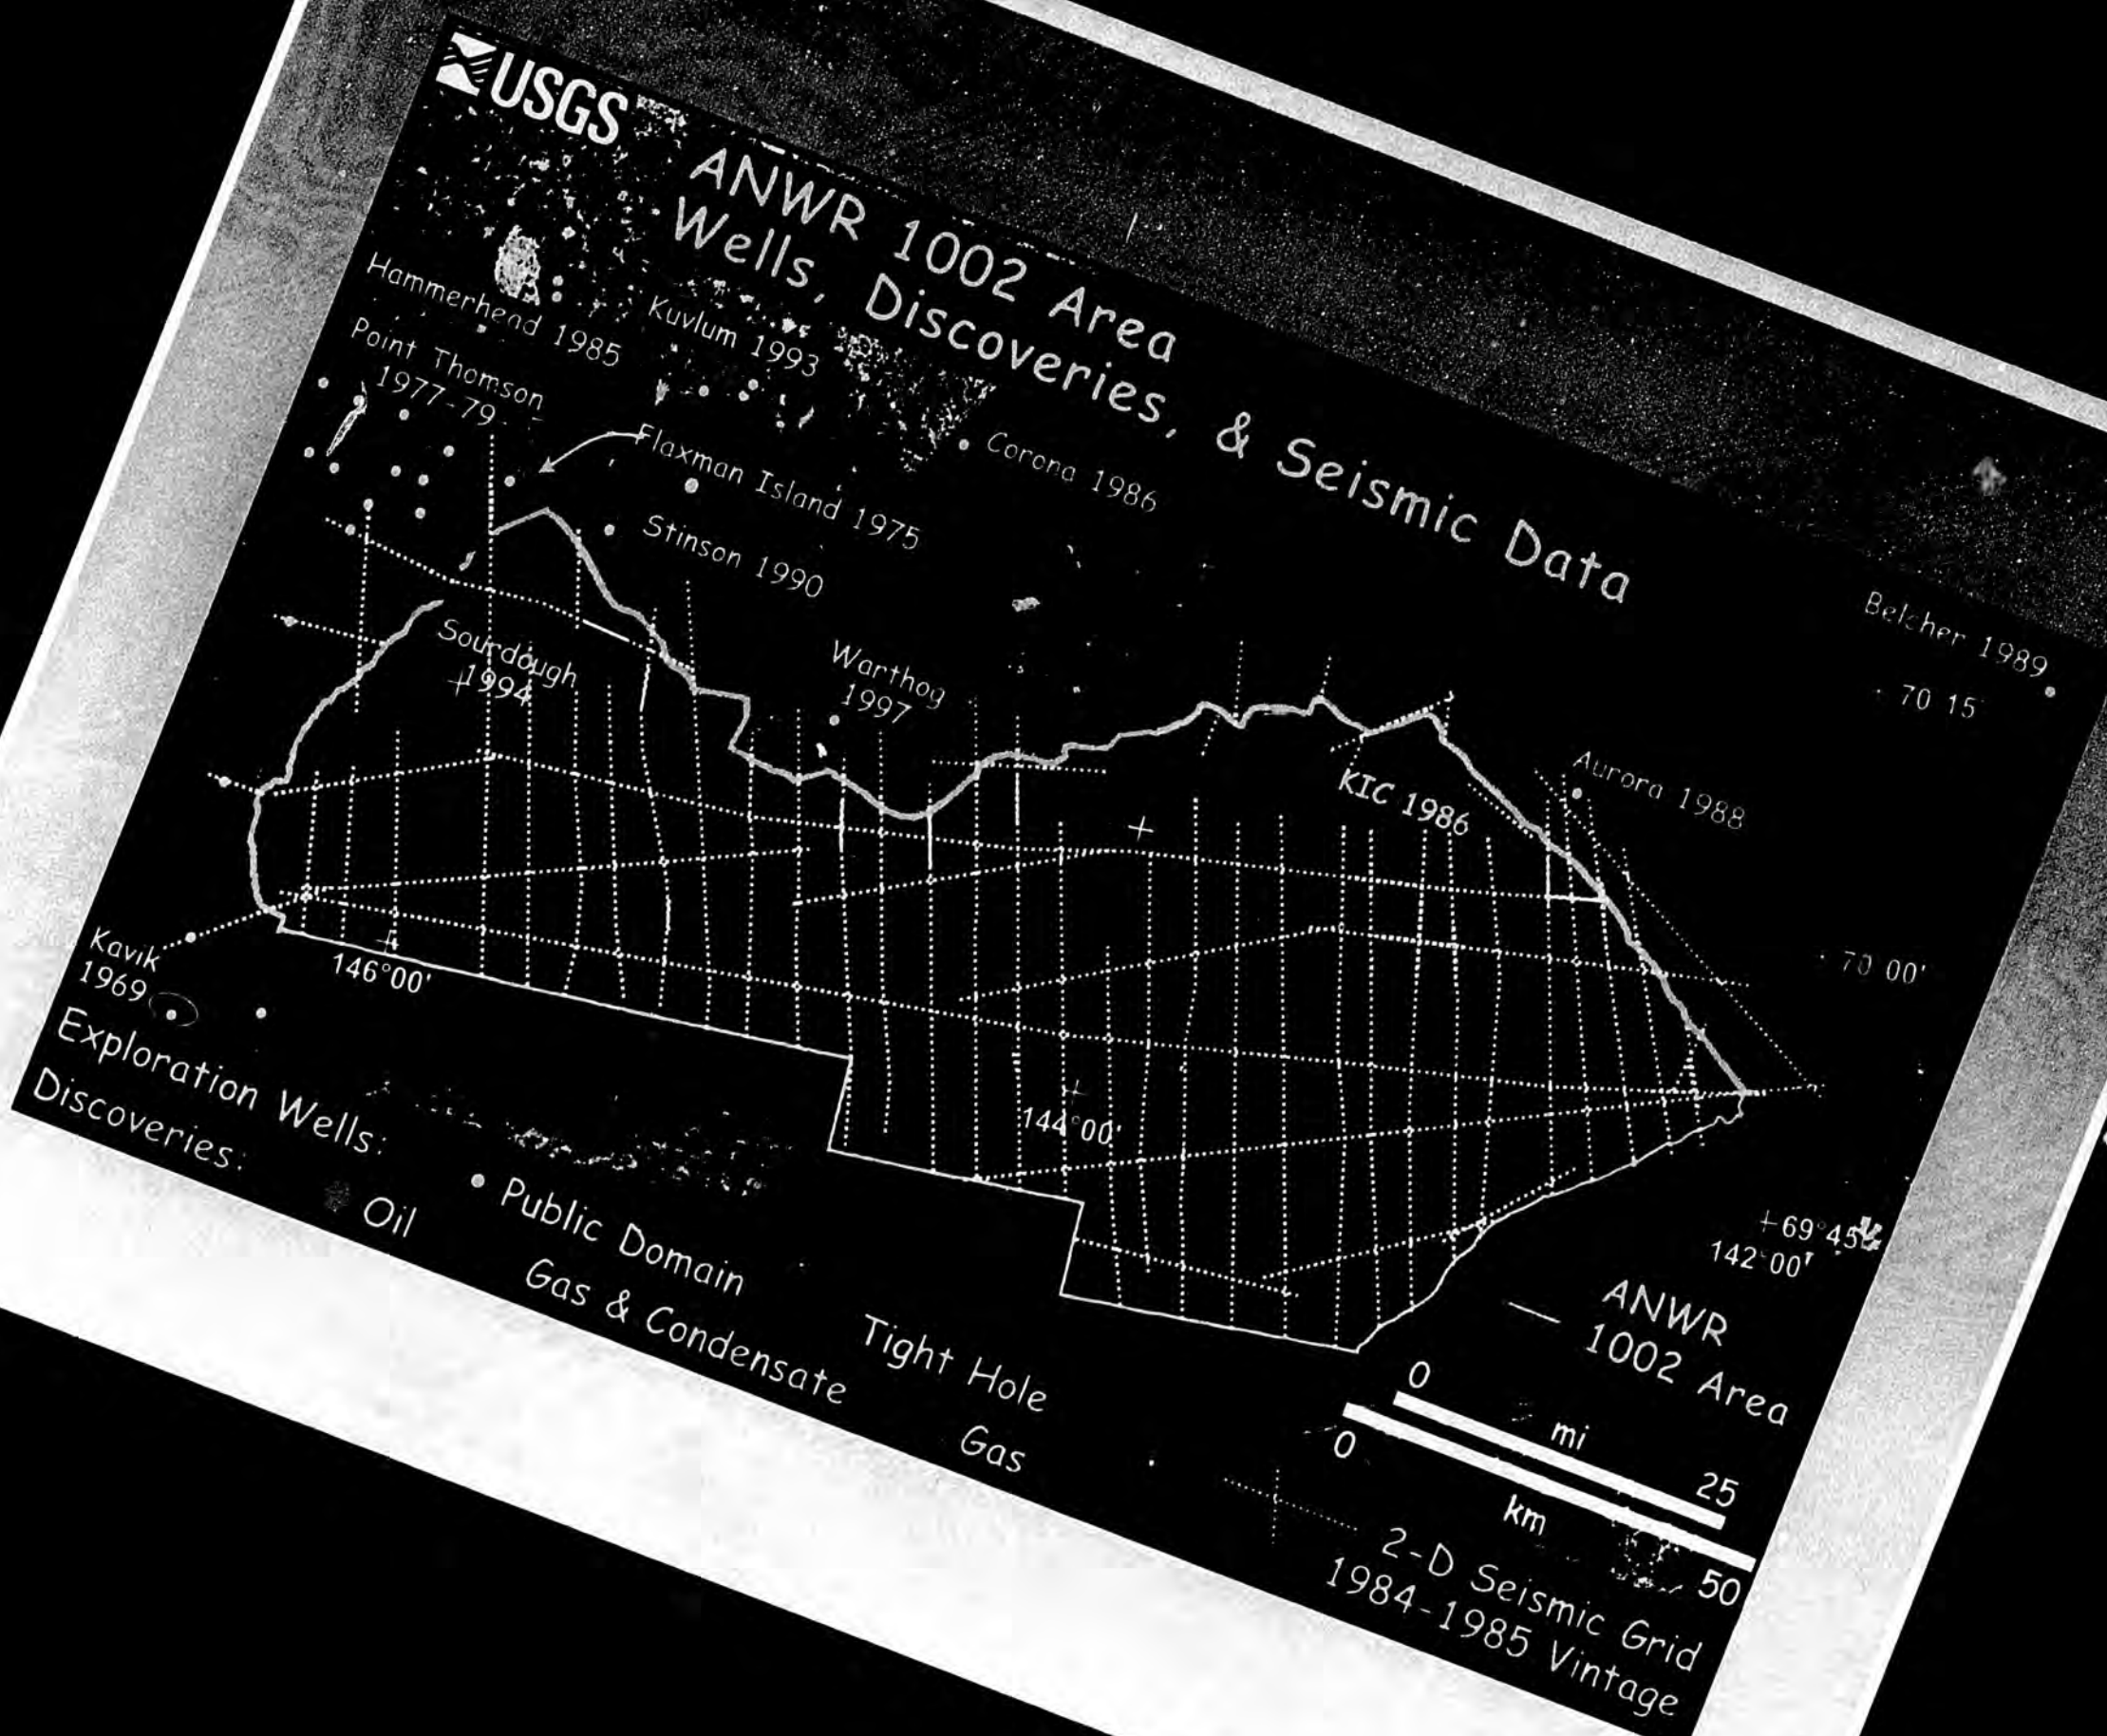 USGS
ANWR 1002 Area
Wells, Discoveries, & Seismic Data
Hammerhead 1985
Kuvlum 1993
Point Thomson
1977-79
Flaxman Island 1975
Corona 1986
Stinson 1990
Belcher 1989
70 15'
Sourdough
1994
Warthog
1997
KIC 1986
Aurora 1988
70 00'
Kavik
1969
146°00'
144°00'
69°45'
142°00'
Exploration Wells:
Public Domain
Tight Hole
Discoveries:
Oil
Gas & Condensate
Gas
ANWR
1002 Area
0
mi
25
0
km
50
2-D Seismic Grid
1984-1985 Vintage